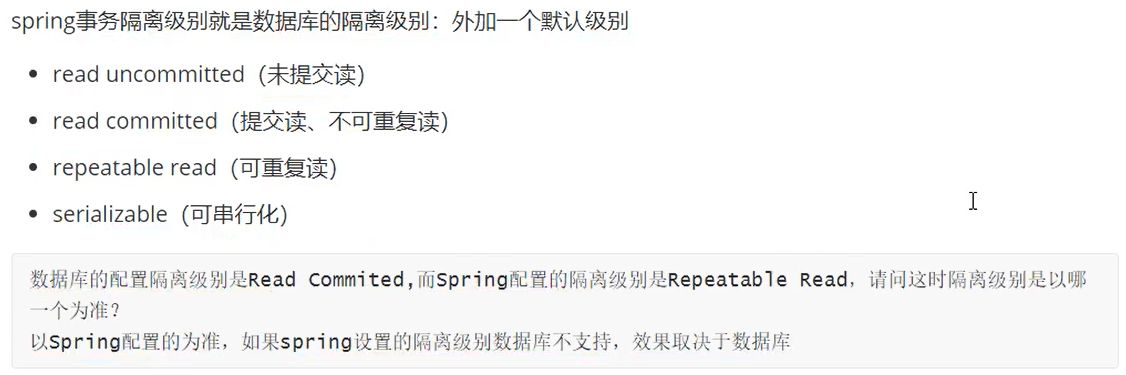 spring事务隔离级别就是数据库的隔离级别：外加一个默认级别
• read uncommitted（未提交读）
• read committed（提交读、不可重复读）
• repeatable read（可重复读）
• serializable（可串行化）
数据库的配置隔离级别是Read Commited,而Spring配置的隔离级别是Repeatable Read，请问这时隔离级别是以哪
一个为准？
以Spring配置的为准，如果spring设置的隔离级别数据库不支持，效果取决于数据库